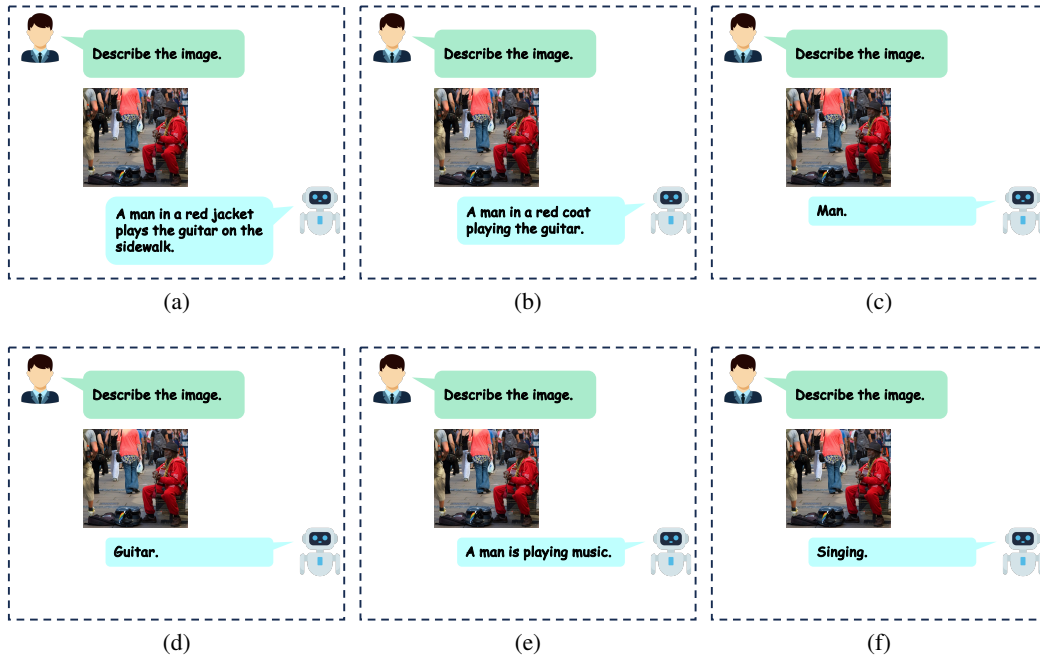 Describe the image.
A man in a red jacket
plays the guitar on the
sidewalk.
(a)
Describe the image.
A man in a red coat
playing the guitar.
(b)
Describe the image.
Man.
(c)
Describe the image.
Guitar.
(d)
Describe the image.
A man is playing music.
(e)
Describe the image.
Singing.
(f)